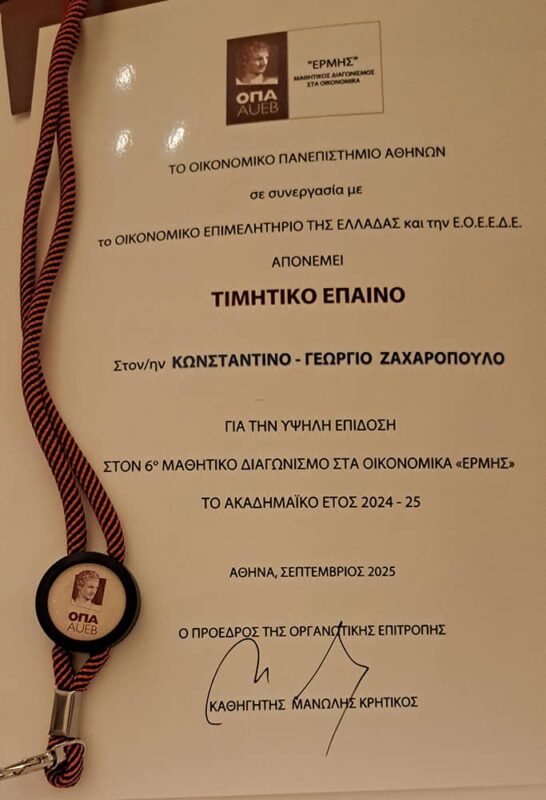 "ΕΡΜΗΣ"
ΜΑΘΗΤΙΚΟΣ ΔΙΑΓΩΝΙΣΜΟΣ
ΣΤΑ ΟΙΚΟΝΟΜΙΚΑ
ΟΠΑ
AUEB
ΤΟ ΟΙΚΟΝΟΜΙΚΟ ΠΑΝΕΠΙΣΤΗΜΙΟ ΑΘΗΝΩΝ
σε συνεργασία με
το ΟΙΚΟΝΟΜΙΚΟ ΕΠΙΜΕΛΗΤΗΡΙΟ ΤΗΣ ΕΛΛΑΔΑΣ και την Ε.Ο.Ε.Ε.Δ.Ε.
ΑΠΟΝΕΜΕΙ
ΤΙΜΗΤΙΚΟ ΕΠΑΙΝΟ
Στον/ην ΚΩΝΣΤΑΝΤΙΝΟ - ΓΕΩΡΓΙΟ ΖΑΧΑΡΟΠΟΥΛΟ
ΓΙΑ ΤΗΝ ΥΨΗΛΗ ΕΠΙΔΟΣΗ
ΣΤΟΝ 6° ΜΑΘΗΤΙΚΟ ΔΙΑΓΩΝΙΣΜΟ ΣΤΑ ΟΙΚΟΝΟΜΙΚΑ «ΕΡΜΗΣ»
ΤΟ ΑΚΑΔΗΜΑΪΚΟ ΕΤΟΣ 2024 - 25
ΑΘΗΝΑ, ΣΕΠΤΕΜΒΡΙΟΣ 2025
Ο ΠΡΟΕΔΡΟΣ ΤΗΣ ΟΡΓΑΝΩΤΙΚΗΣ ΕΠΙΤΡΟΠΗΣ
ΚΑΘΗΓΗΤΗΣ ΜΑΝΩΛΗΣ ΚΡΗΤΙΚΟΣ
ΟΠΑ
AUEB